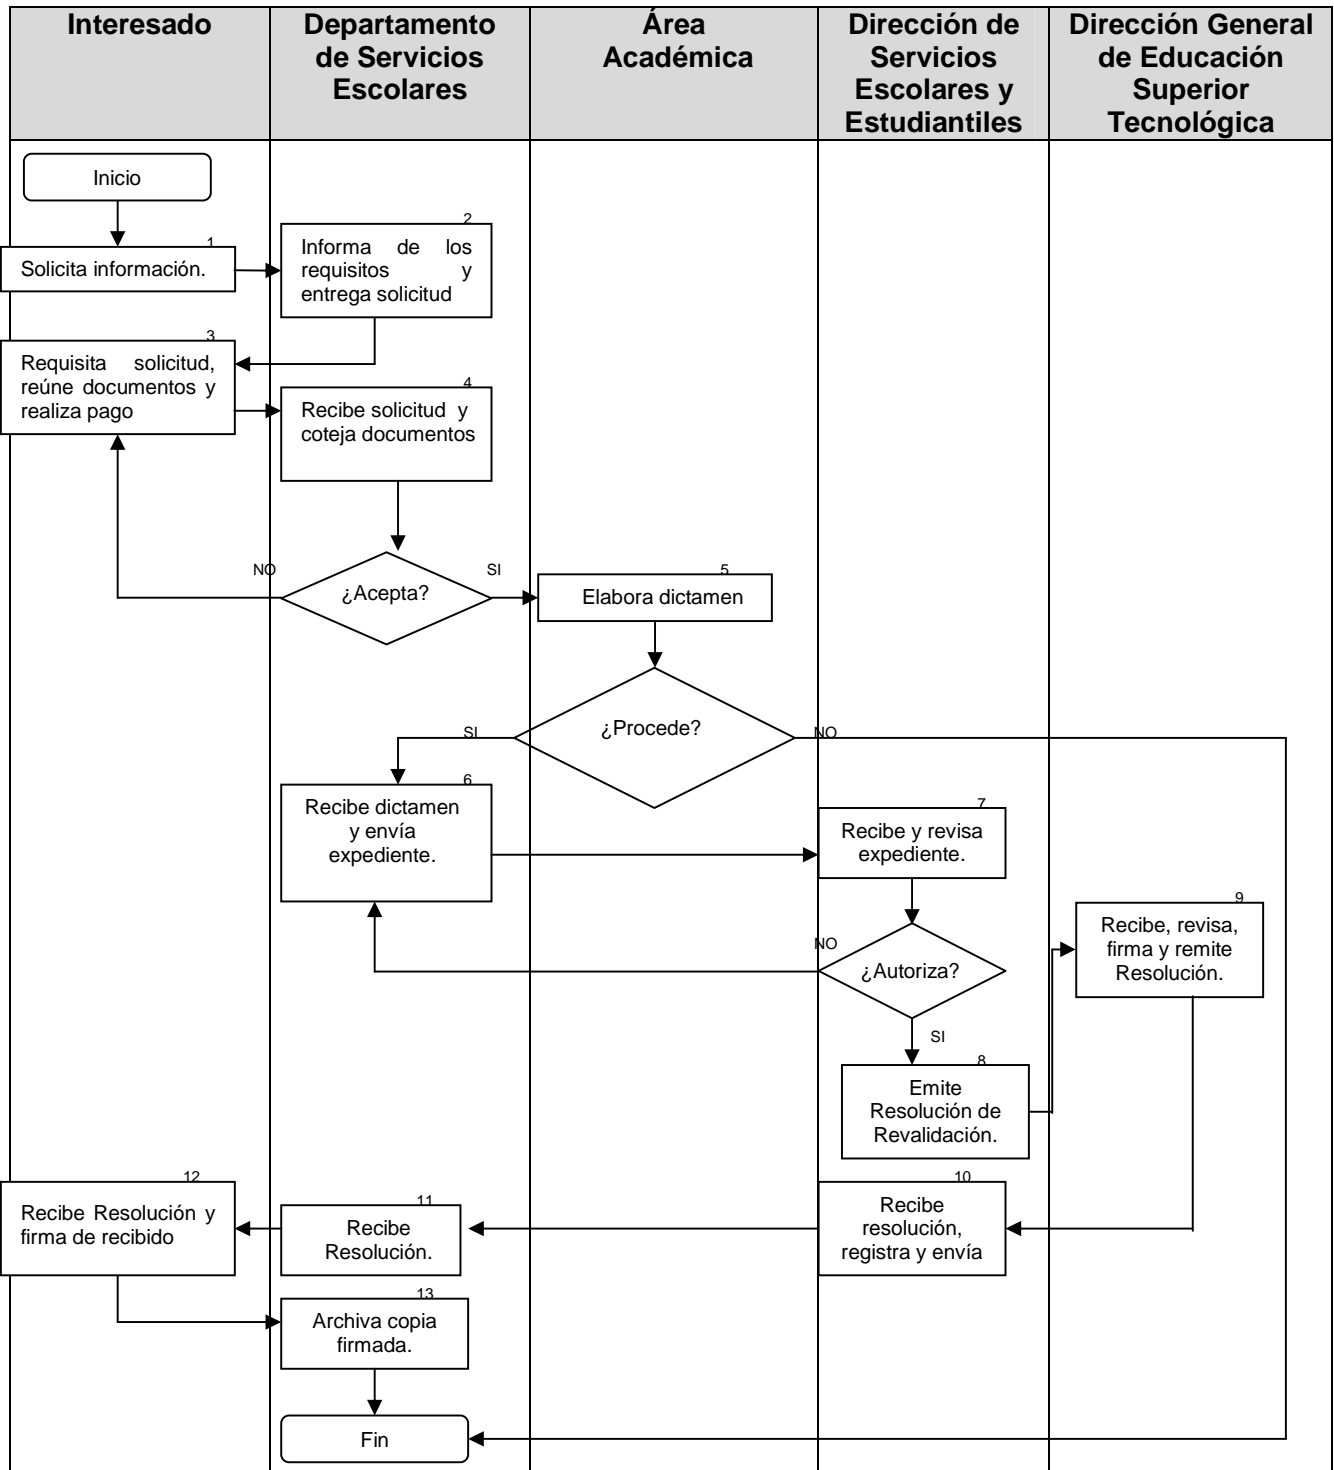 Interesado
Departamento
de Servicios
Escolares
Área
Académica
Dirección de
Servicios
Escolares y
Estudiantiles
Dirección General
de Educación
Superior
Tecnológica
Inicio
1
Solicita información.
2
Informa de los
requisitos y
entrega solicitud
3
Requisita solicitud,
reúne documentos y
realiza pago
4
Recibe solicitud y
coteja documentos
NO
¿Acepta?
SI
5
Elabora dictamen
SI
¿Procede?
NO
6
Recibe dictamen
y envía
expediente.
7
Recibe y revisa
expediente.
NO
¿Autoriza?
SI
8
Emite
Resolución de
Revalidación.
9
Recibe, revisa,
firma y remite
Resolución.
10
Recibe
resolución,
registra y envía
11
Recibe
Resolución.
12
Recibe Resolución y
firma de recibido
13
Archiva copia
firmada.
Fin